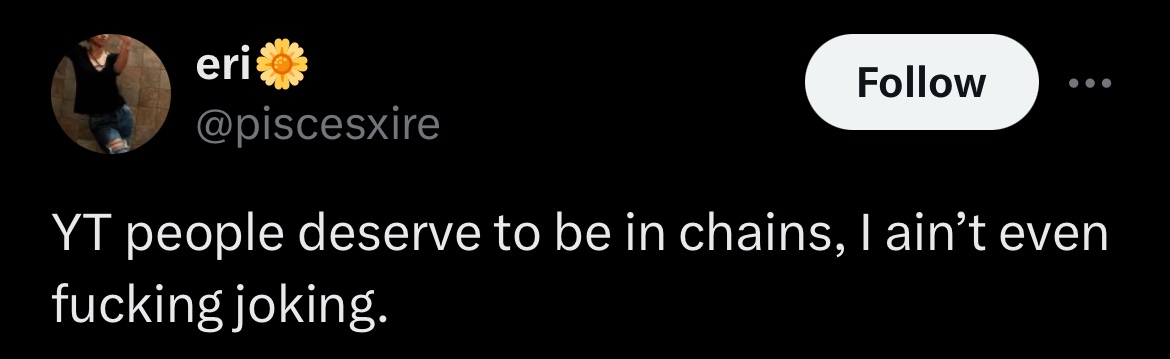 eri🌼
@piscesxire
Follow
YT people deserve to be in chains, I ain’t even
fucking joking.